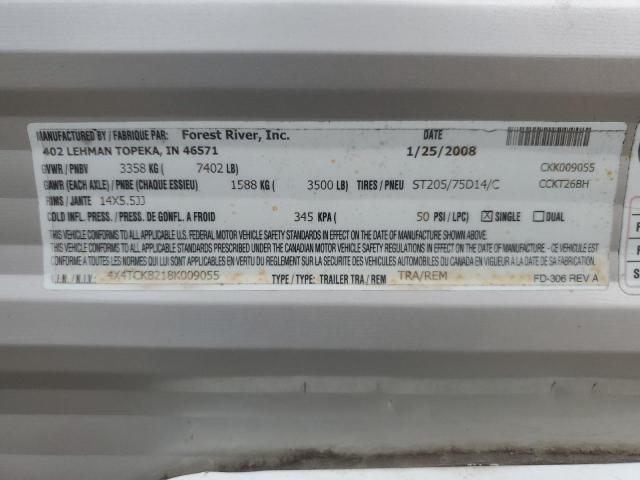 MANUFACTURED BY / FABRIQUE PAR: Forest River, Inc. DATE
402 LEHMAN TOPEKA, IN 46571 1/25/2008
GVWR / PNBV 3358 KG ( 7402 LB) CKK009055
GAWR (EACH AXLE) / PNBE (CHAQUE ESSIEU) 1588 KG ( 3500 LB) TIRES / PNEU ST205/75D14/C CCKT26BH
RIMS / JANTE 14X5.5JJ
COLD INFL. PRESS. / PRESS. DE GONFL. A FROID 345 KPA ( 50 PSI / LPC) X SINGLE DUAL
THIS VEHICLE CONFORMS TO ALL APPLICABLE U.S. FEDERAL MOTOR VEHICLE SAFETY STANDARDS IN EFFECT ON THE DATE OF MANUFACTURE SHOWN ABOVE.
THIS VEHICLE CONFORMS TO ALL APPLICABLE STANDARDS PRESCRIBED UNDER THE CANADIAN MOTOR VEHICLE SAFETY REGULATIONS IN EFFECT ON THE DATE OF MANUFACTURE
CE VEHICULE EST CONFORME A TOUTES LES NORMES QUI LUI SONT APPLICABLES EN VERTU DU REGLEMENT SUR LA SECURITE DES VEHICULES AUTOMOBILES DU CANADA EN VIGUEUR A LA DATE DE SA FABRICATION.
V.I.N. / N.I.V. 4X4TCKB218K009055 TYPE / TYPE: TRAILER TRA / REM TRA/REM FD-306 REV A